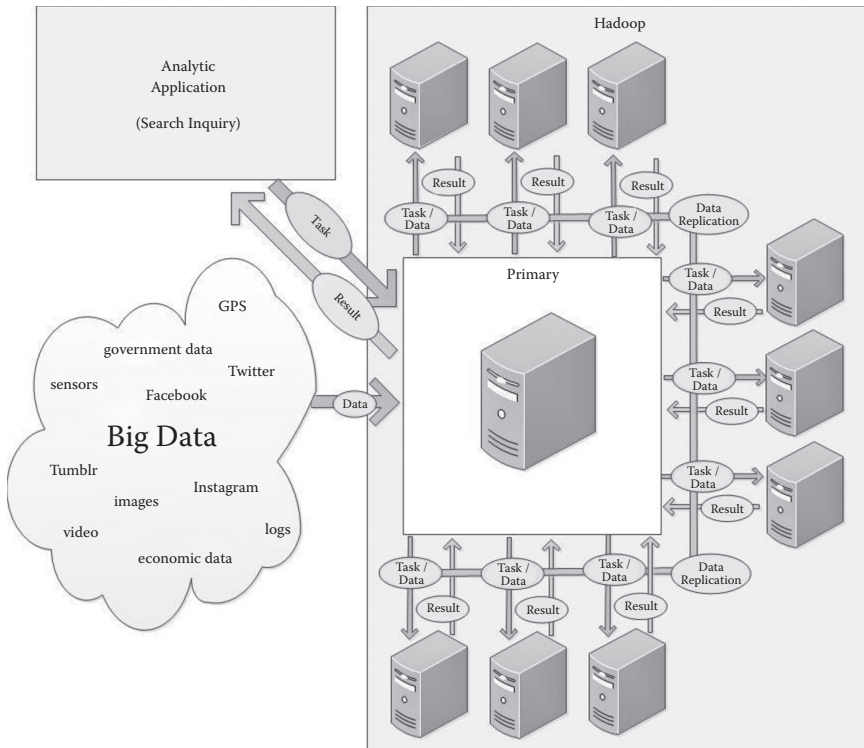 Analytic
Application
(Search Inquiry)
Hadoop
Result
Result
Result
Task /
Data
Task /
Data
Task /
Data
Data
Replication
Task
Result
Primary
Task /
Data
Result
Task /
Data
Result
Task /
Data
Result
GPS
government data
Twitter
sensors
Facebook
Data
Big Data
Tumblr
Instagram
images
video
logs
economic data
Task /
Data
Task /
Data
Task /
Data
Data
Replication
Result
Result
Result